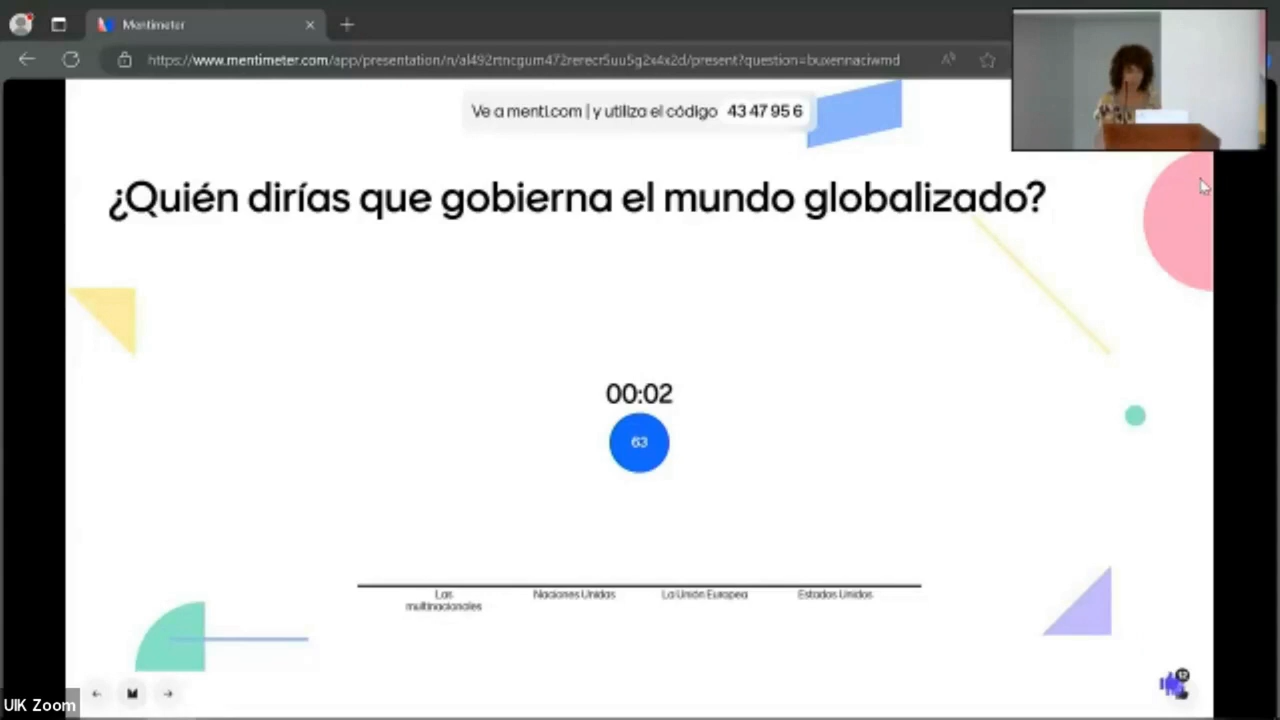 Mentimeter
Ve a menti.com | y utiliza el código 43 47 95 6
¿Quién dirías que gobierna el mundo globalizado?
00:02
63
Las
multinacionales
Naciones Unidas
La Unión Europea
Estados Unidos
12
UIK Zoom